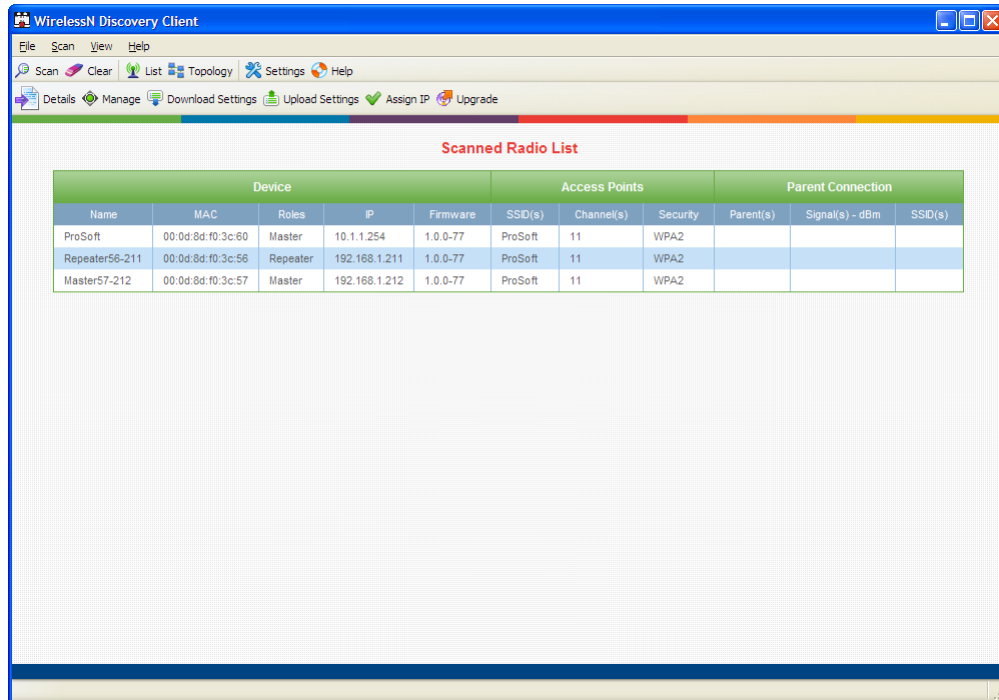 WirelessN Discovery Client
File Scan View Help
Scan Clear List Topology Settings Help
Details Manage Download Settings Upload Settings Assign IP Upgrade
Scanned Radio List
Device Access Points Parent Connection
Name MAC Roles IP Firmware SSID(s) Channel(s) Security Parent(s) Signal(s) - dBm SSID(s)
ProSoft 00:0d:8d:f0:3c:60 Master 10.1.1.254 1.0.0-77 ProSoft 11 WPA2
Repeater56-211 00:0d:8d:f0:3c:56 Repeater 192.168.1.211 1.0.0-77 ProSoft 11 WPA2
Master57-212 00:0d:8d:f0:3c:57 Master 192.168.1.212 1.0.0-77 ProSoft 11 WPA2